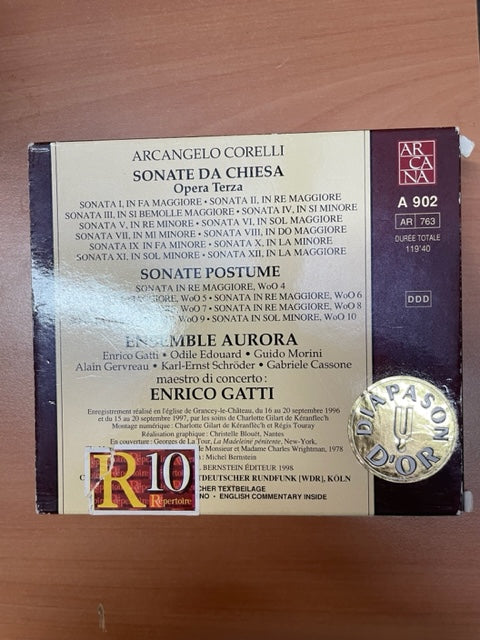 ARCANGELO CORELLI
SONATE DA CHIESA
Opera Terza
SONATA I, IN FA MAGGIORE • SONATA II, IN RE MAGGIORE
SONATA III, IN SI BEMOLLE MAGGIORE • SONATA IV, IN SI MINORE
SONATA V, IN RE MINORE • SONATA VI, IN SOL MAGGIORE
SONATA VII, IN MI MINORE • SONATA VIII, IN DO MAGGIORE
SONATA IX IN FA MINORE • SONATA X, IN LA MINORE
SONATA XI, IN SOL MINORE • SONATA XII, IN LA MAGGIORE
SONATE POSTUME
SONATA IN RE MAGGIORE, WoO 4
MAGGIORE, WoO 5 • SONATA IN RE MAGGIORE, WoO 6
WoO 7 • SONATA IN RE MAGGIORE, WoO 8
WoO 9 • SONATA IN SOL MINORE, WoO 10
ENSEMBLE AURORA
Enrico Gatti • Odile Edouard • Guido Morini
Alain Gervreau • Karl-Ernst Schröder • Gabriele Cassone
maestro di concerto :
ENRICO GATTI
Enregistrement réalisé en l'église de Grancey-le-Château, du 16 au 20 septembre 1996
et du 15 au 20 septembre 1997, par les soins de Charlotte Gilart de Kéranflec'h
Montage numérique : Charlotte Gilart de Kéranflec'h et Régis Touray
Réalisation graphique : Christelle Blouët, Nantes
En couverture : Georges de La Tour, La Madeleine pénitente, New-York,
de Monsieur et Madame Charles Wrightman, 1978
: Michel Bernstein
BERNSTEIN ÉDITEUR 1998
TDEUTSCHER RUNDFUNK [WDR], KÖLN
CHER TEXTBEILAGE
NO • ENGLISH COMMENTARY INSIDE
R10
Répertoire
AR
CA
NA
A 902
AR 763
DURÉE TOTALE
119'40
DDD
DIAPASON
D'OR